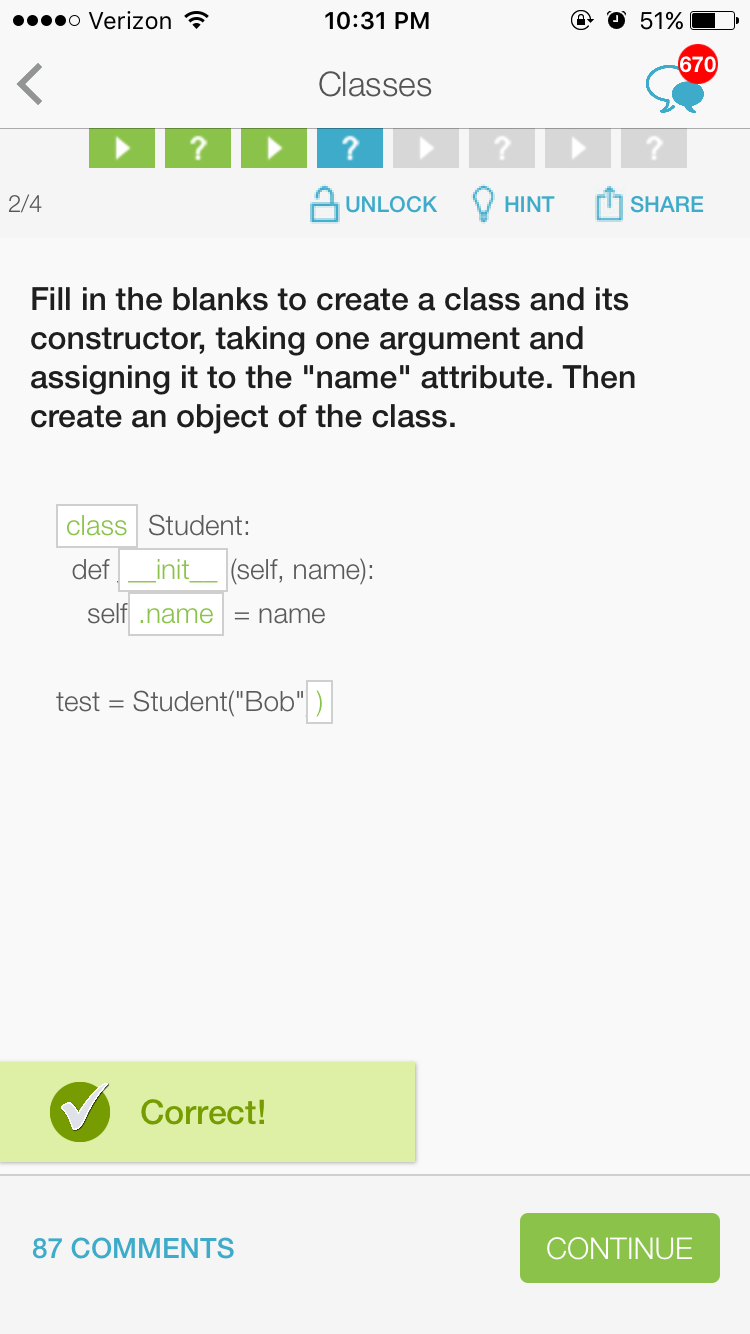 Verizon 10:31 PM 51%
Classes 670
? ? ? ?
2/4 UNLOCK HINT SHARE
Fill in the blanks to create a class and its
constructor, taking one argument and
assigning it to the "name" attribute. Then
create an object of the class.
class Student:
def __init__(self, name):
self.name = name
test = Student("Bob")
Correct!
87 COMMENTS CONTINUE